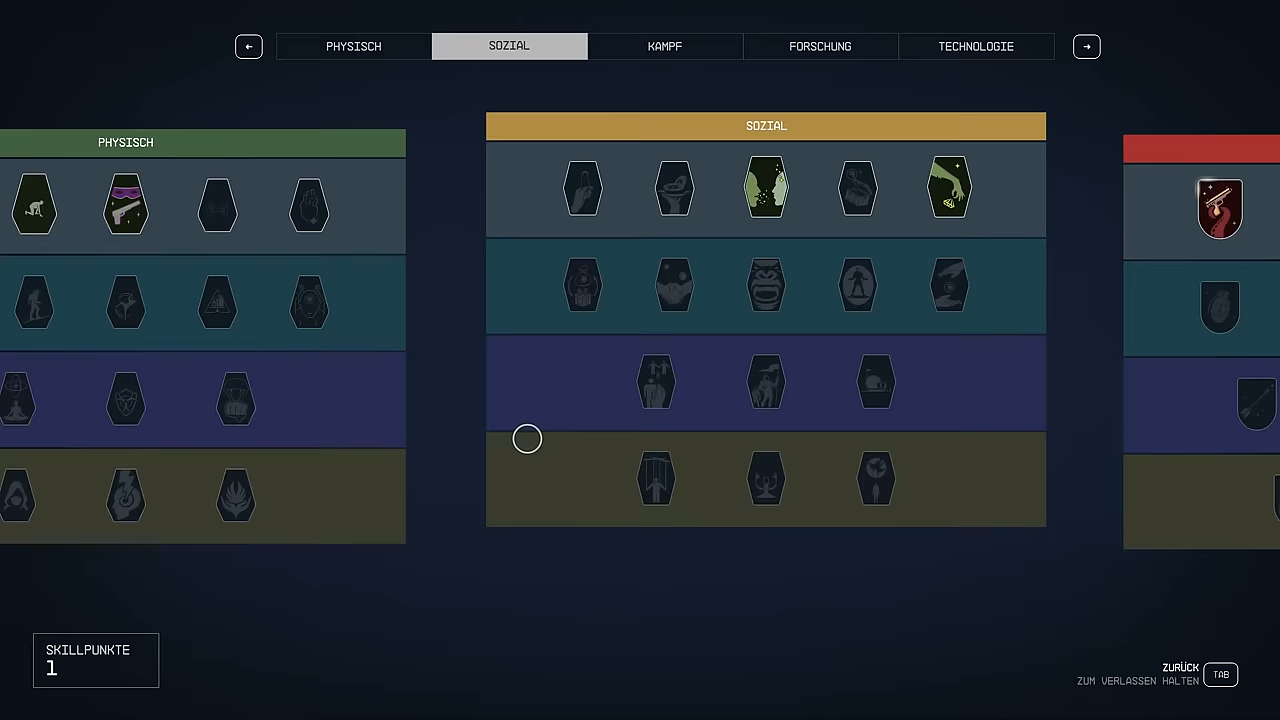 ←
PHYSISCH
SOZIAL
KAMPF
FORSCHUNG
TECHNOLOGIE
→
PHYSISCH
SOZIAL
SKILLPUNKTE
1
ZURÜCK
ZUM VERLASSEN HALTEN
TAB